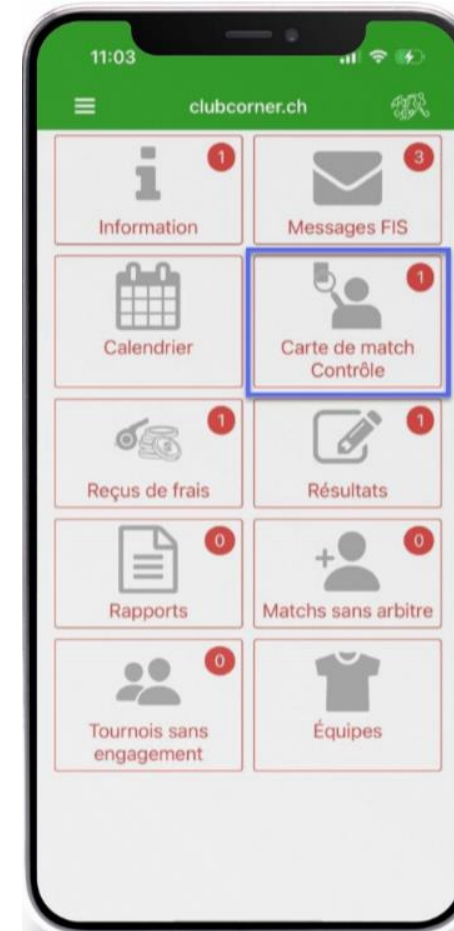 11:03
clubcorner.ch
1
3
Information
Messages FIS
1
Calendrier
Carte de match
Contrôle
1
1
Reçus de frais
Résultats
0
0
Rapports
Matchs sans arbitre
0
Tournois sans
engagement
Équipes